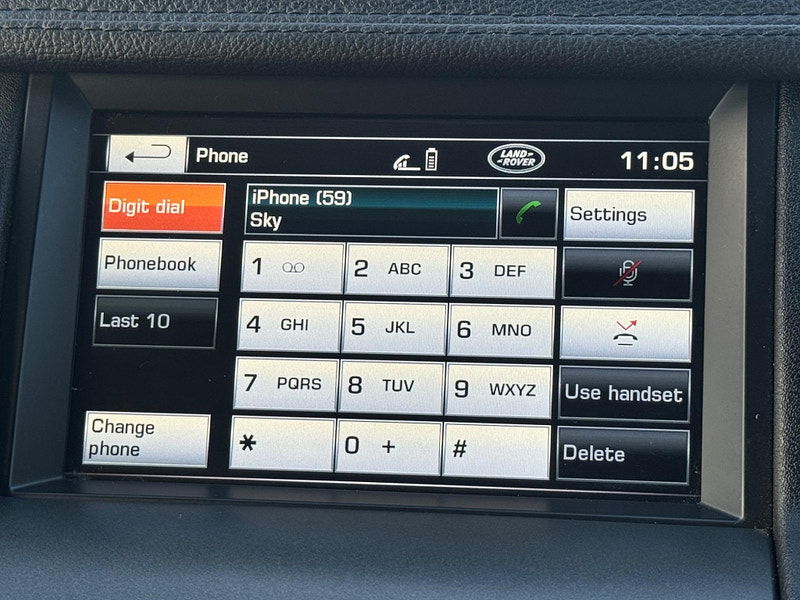 Phone
LAND-
-ROVER
11:05
Digit dial
iPhone (59)
Sky
Settings
Phonebook
1
2 ABC
3 DEF
Last 10
4 GHI
5 JKL
6 MNO
7 PQRS
8 TUV
9 WXYZ
Use handset
Change
phone
*
0 +
#
Delete